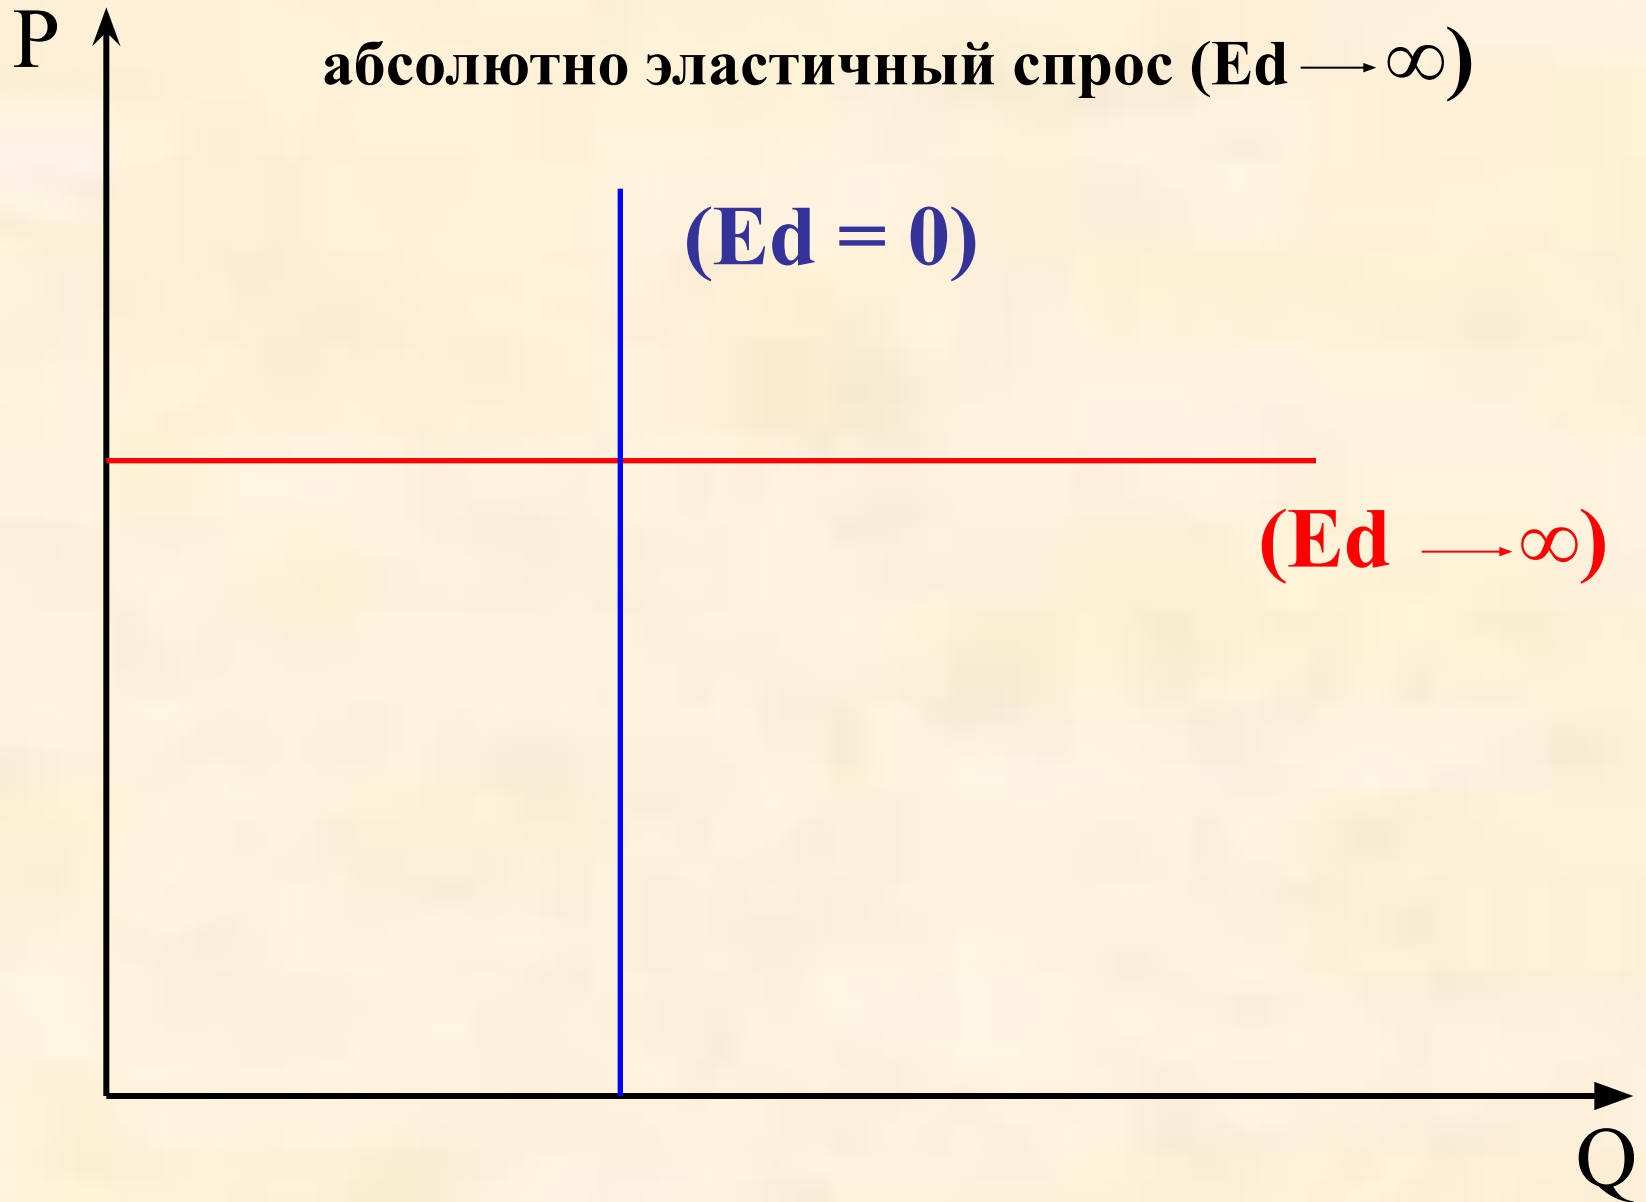 P
абсолютно эластичный спрос (Ed → ∞)
(Ed = 0)
(Ed → ∞)
Q